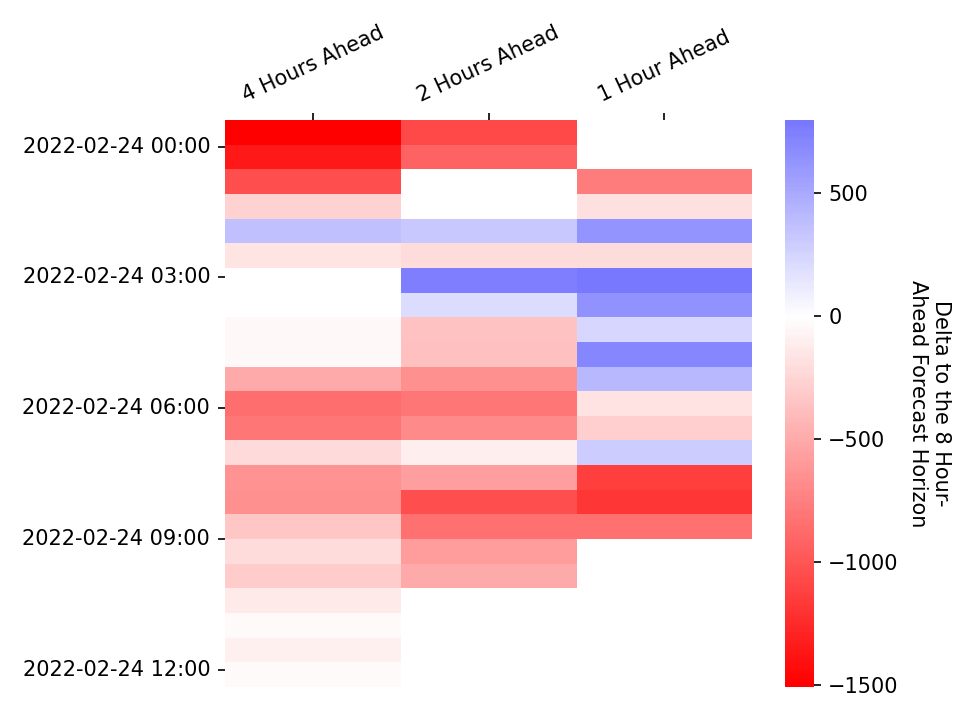 4 Hours Ahead
2 Hours Ahead
1 Hour Ahead
2022-02-24 00:00
2022-02-24 03:00
2022-02-24 06:00
2022-02-24 09:00
2022-02-24 12:00
500
0
−500
−1000
−1500
Delta to the 8 Hour-
Ahead Forecast Horizon